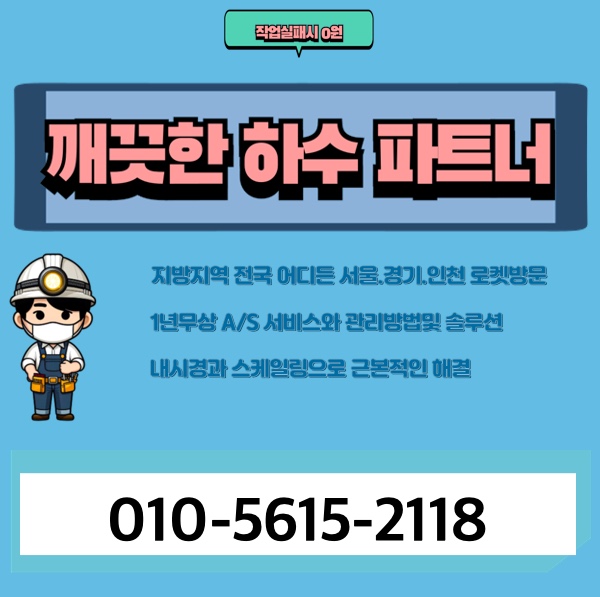 작업실패시 0원
깨끗한 하수 파트너
지방지역 전국 어디든 서울.경기.인천 로켓방문
1년무상 A/S 서비스와 관리방법및 솔루션
내시경과 스케일링으로 근본적인 해결
010-5615-2118